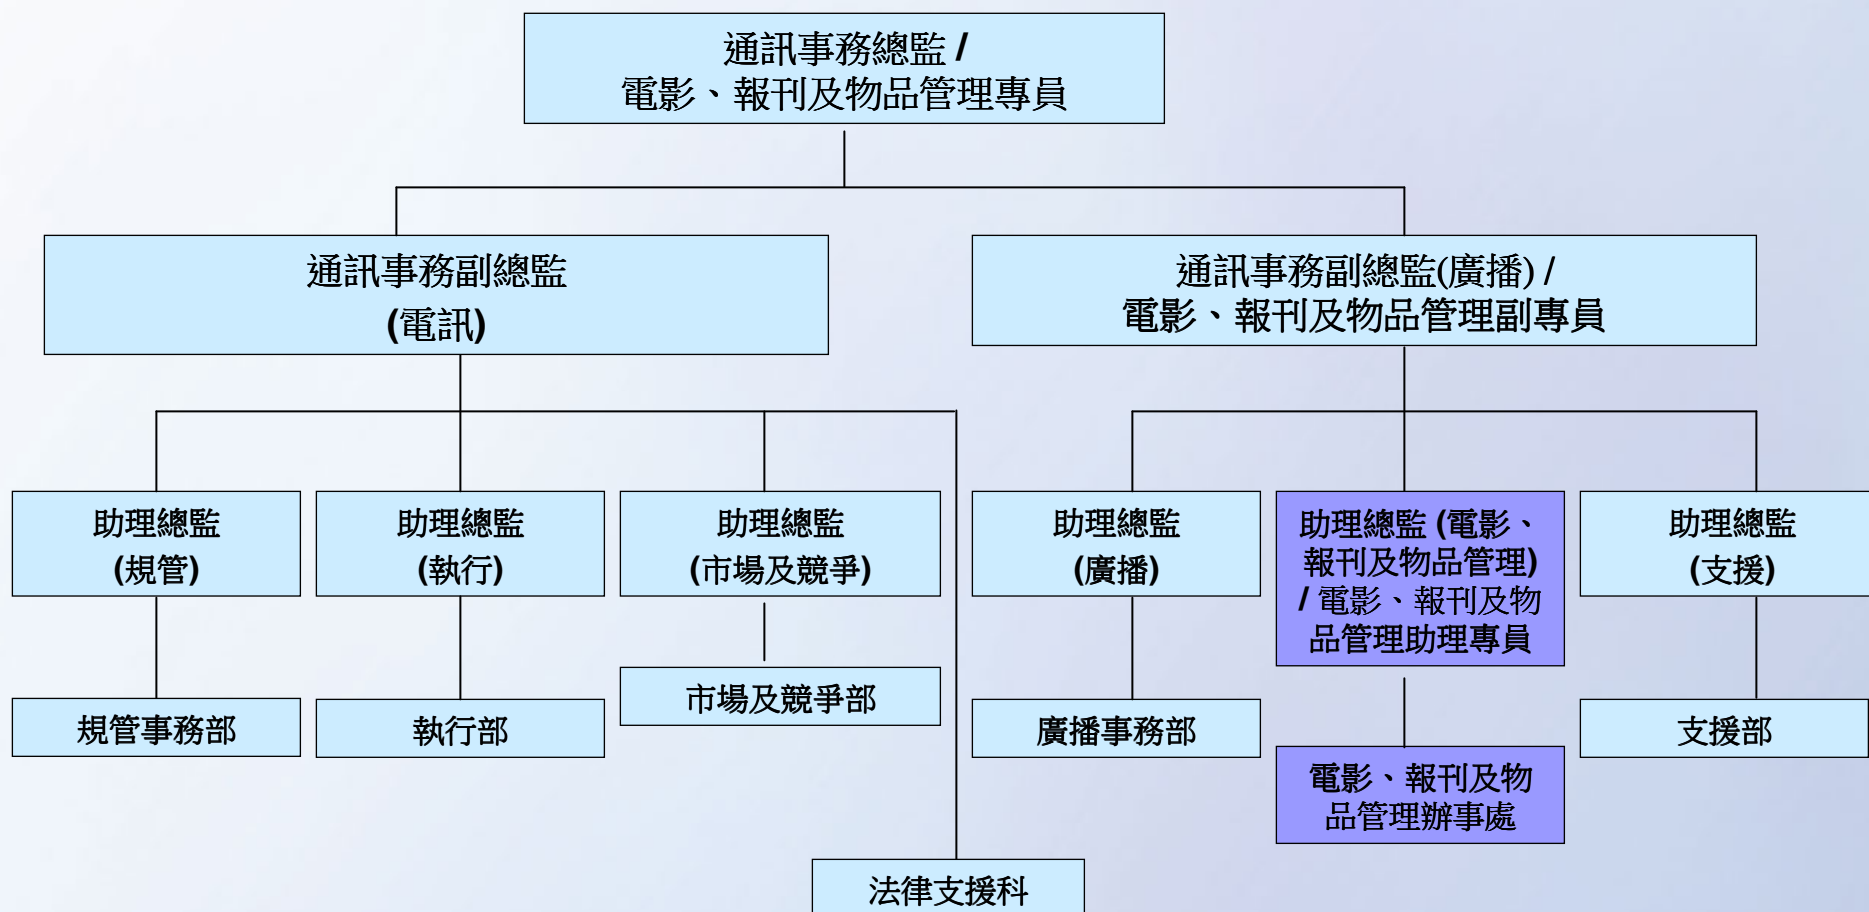 通訊事務總監 /
電影、報刊及物品管理專員
通訊事務副總監
(電訊)
通訊事務副總監(廣播) /
電影、報刊及物品管理副專員
助理總監
(規管)
助理總監
(執行)
助理總監
(市場及競爭)
助理總監
(廣播)
助理總監 (電影、
報刊及物品管理)
/ 電影、報刊及物
品管理助理專員
助理總監
(支援)
規管事務部
執行部
市場及競爭部
廣播事務部
電影、報刊及物
品管理辦事處
支援部
法律支援科